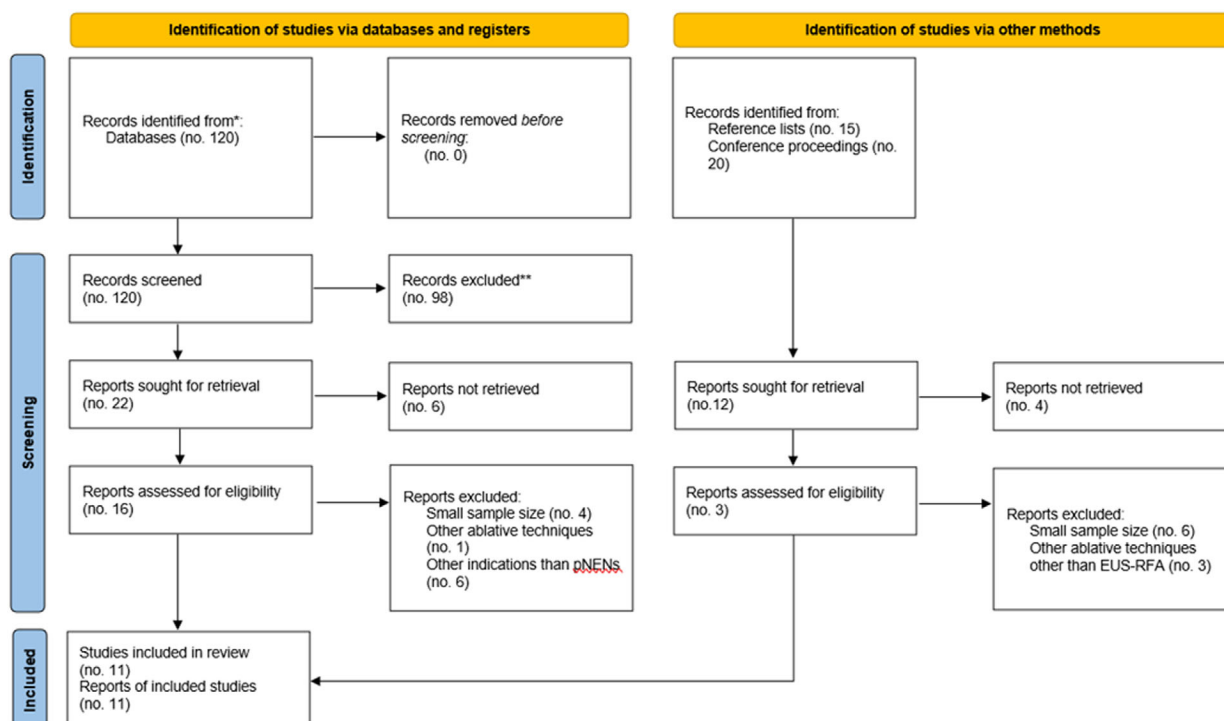 Identification of studies via databases and registers
Identification of studies via other methods
Identification
Records identified from*:
Databases (no. 120)
Records removed before
screening:
(no. 0)
Records identified from:
Reference lists (no. 15)
Conference proceedings (no.
20)
Screening
Records screened
(no. 120)
Records excluded**
(no. 98)
Reports sought for retrieval
(no. 22)
Reports not retrieved
(no. 6)
Reports sought for retrieval
(no.12)
Reports not retrieved
(no. 4)
Reports assessed for eligibility
(no. 16)
Reports excluded:
Small sample size (no. 4)
Other ablative techniques
(no. 1)
Other indications than pNENs
(no. 6)
Reports assessed for eligibility
(no. 3)
Reports excluded:
Small sample size (no. 6)
Other ablative techniques
other than EUS-RFA (no. 3)
Included
Studies included in review
(no. 11)
Reports of included studies
(no. 11)